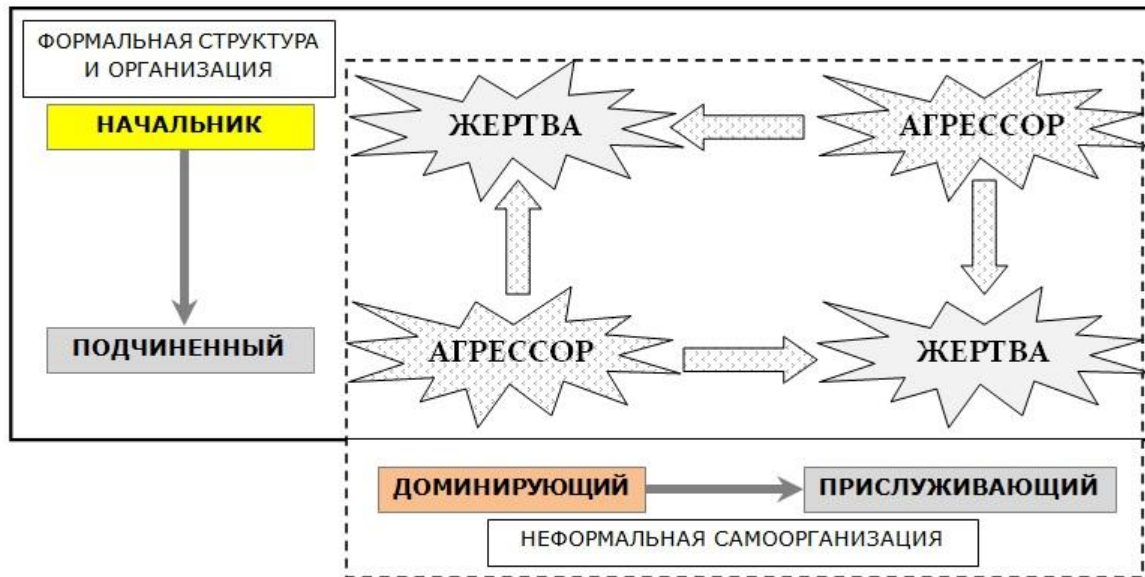 ФОРМАЛЬНАЯ СТРУКТУРА
И ОРГАНИЗАЦИЯ
НАЧАЛЬНИК
ЖЕРТВА
АГРЕССОР
ПОДЧИНЕННЫЙ
АГРЕССОР
ЖЕРТВА
ДОМИНИРУЮЩИЙ
ПРИСЛУЖИВАЮЩИЙ
НЕФОРМАЛЬНАЯ САМООРГАНИЗАЦИЯ